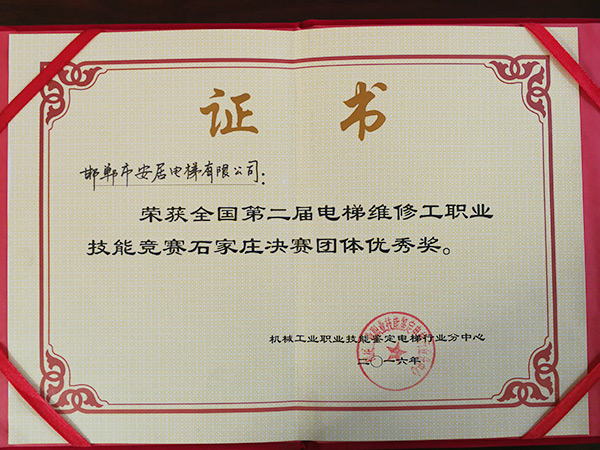 证书
邯郸市安居电梯有限公司:
荣获全国第二届电梯维修工职业
技能竞赛石家庄决赛团体优秀奖。
机械工业职业技能鉴定电梯行业分中心
二〇一六年